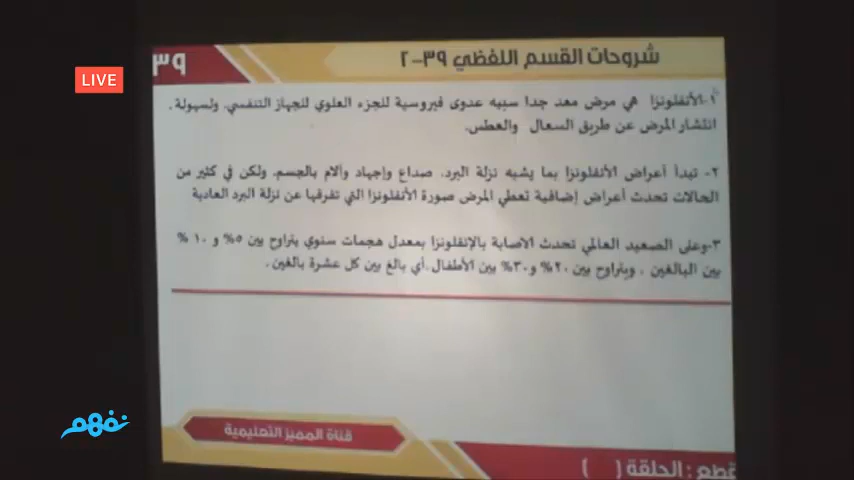 ٣٩
شروحات القسم اللفظي ٣٩-٢٠
LIVE
١-الأنفلونزا هي مرض معد جدا سببه عدوى فيروسية للجزء العلوي للجهاز التنفسي. ولسهولة .
انتشار المرض عن طريق السعال والعطس.
٢- تبدأ أعراض الأنفلونزا بما يشبه نزلة البرد. صداع وإجهاد وآلام بالجسم. ولكن في كثير من
الحالات تحدث أعراض إضافية تعطي المرض صورة الأنفلونزا التي تفرقها عن نزلة البرد العادية
٣-وعلى الصعيد العالمي تحدث الاصابة بالإنفلونزا بمعدل هجمات سنوي يتراوح بين ٥% و ١٠ %
بين البالغين . ويتراوح بين ٢٠% و٣٠% بين الأطفال .أي بالغ بين كل عشرة بالغين.
نفهم
قناة المميز التعليمية
قطع : الحلقة ( )